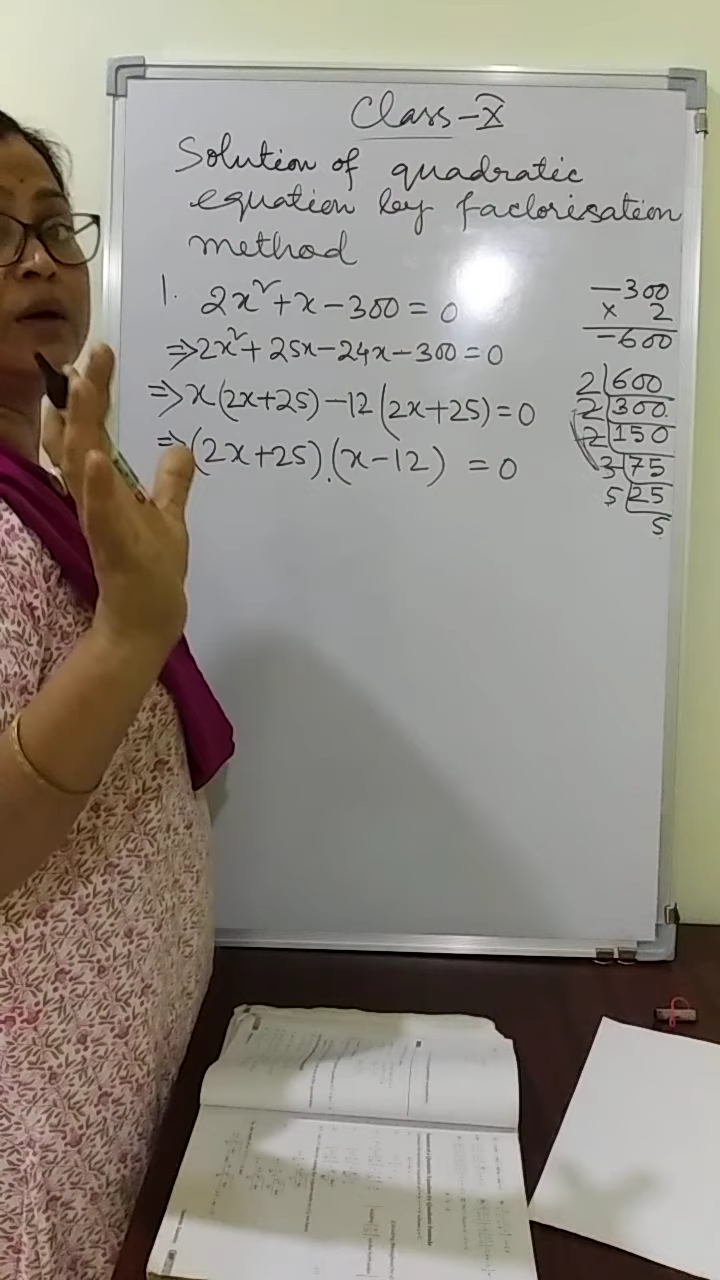 Class-X
Solution of quadratic
equation by factorisation
method
1. 2x²+x-300=0
⇒2x²+25x-24x-300=0
⇒x(2x+25)-12(2x+25)=0
⇒(2x+25).(x-12) =0
-300
x 2
-600
2 600
2 300
2 150
3 75
5 25
5